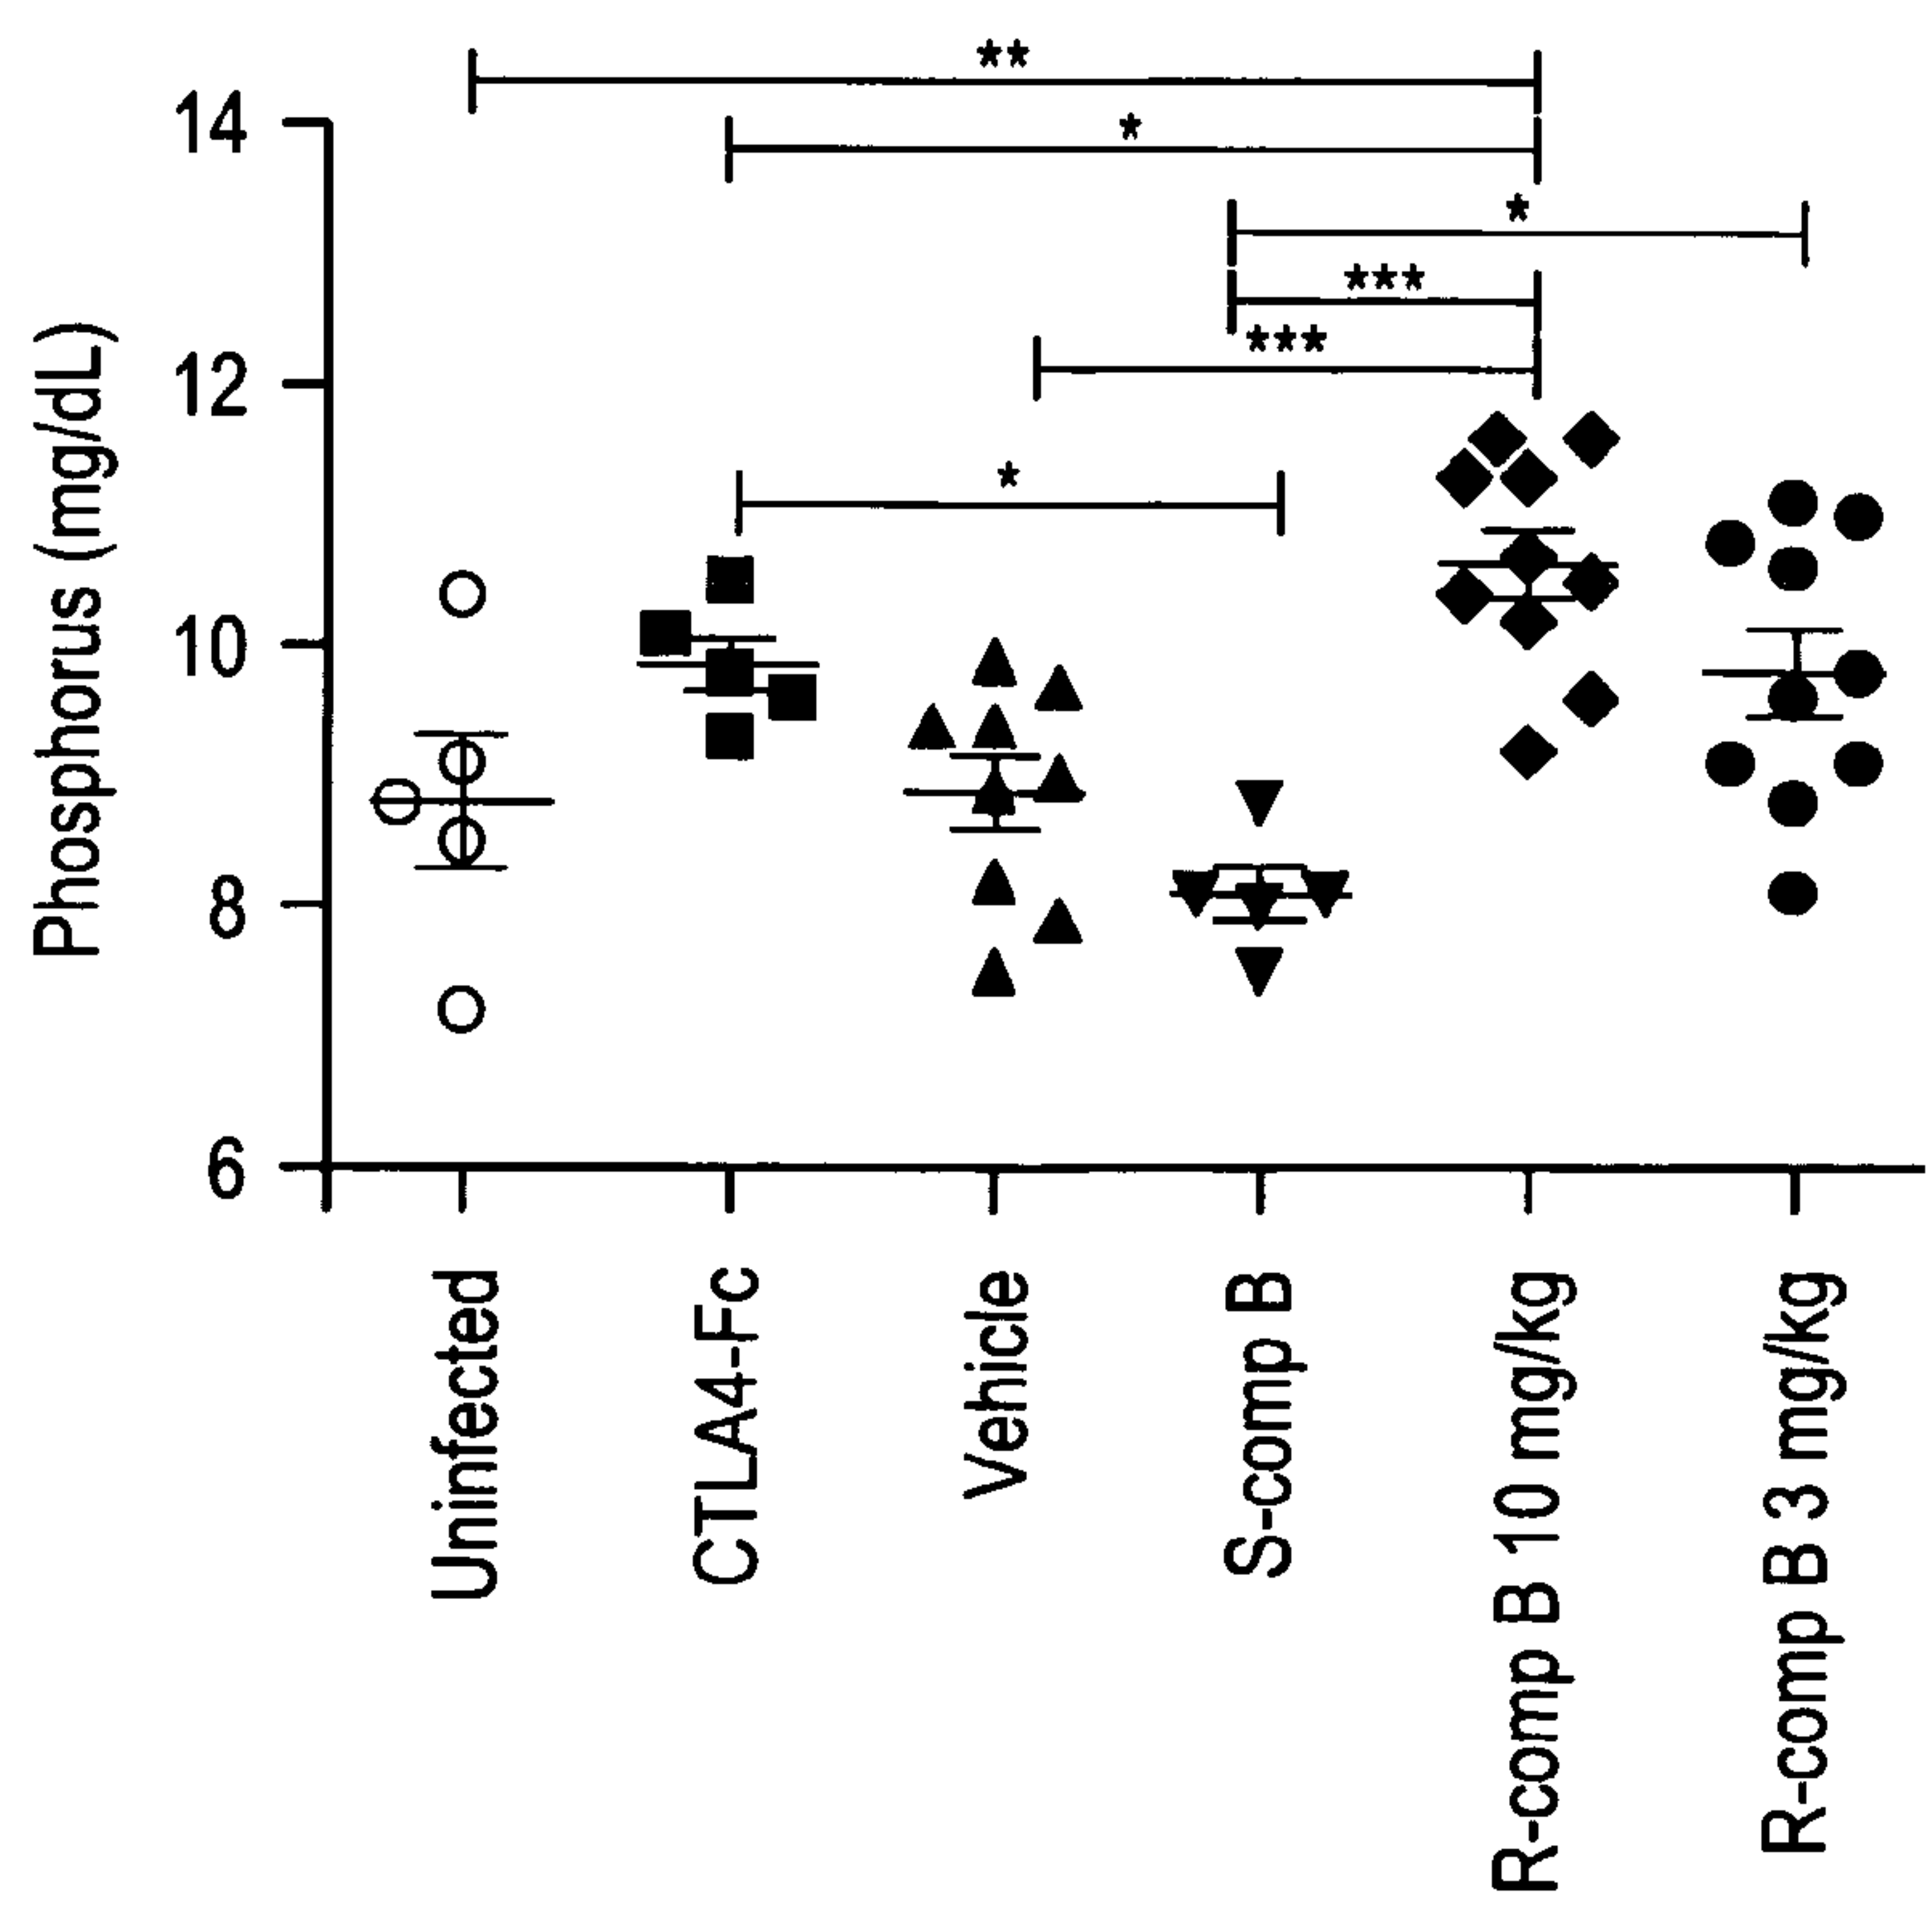 **
14
*
*
***
12
***
*
10
8
6
Phosphorus (mg/dL)
Uninfected
CTLA4-Fc
Vehicle
S-comp B
R-comp B 10 mg/kg
R-comp B 3 mg/kg